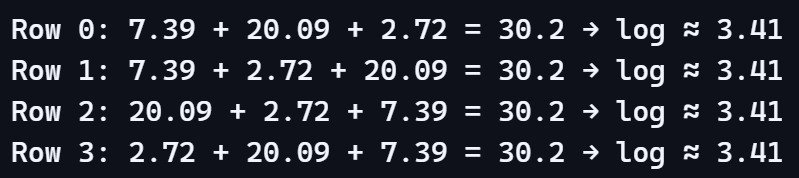 Row 0: 7.39 + 20.09 + 2.72 = 30.2 → log ≈ 3.41
Row 1: 7.39 + 2.72 + 20.09 = 30.2 → log ≈ 3.41
Row 2: 20.09 + 2.72 + 7.39 = 30.2 → log ≈ 3.41
Row 3: 2.72 + 20.09 + 7.39 = 30.2 → log ≈ 3.41